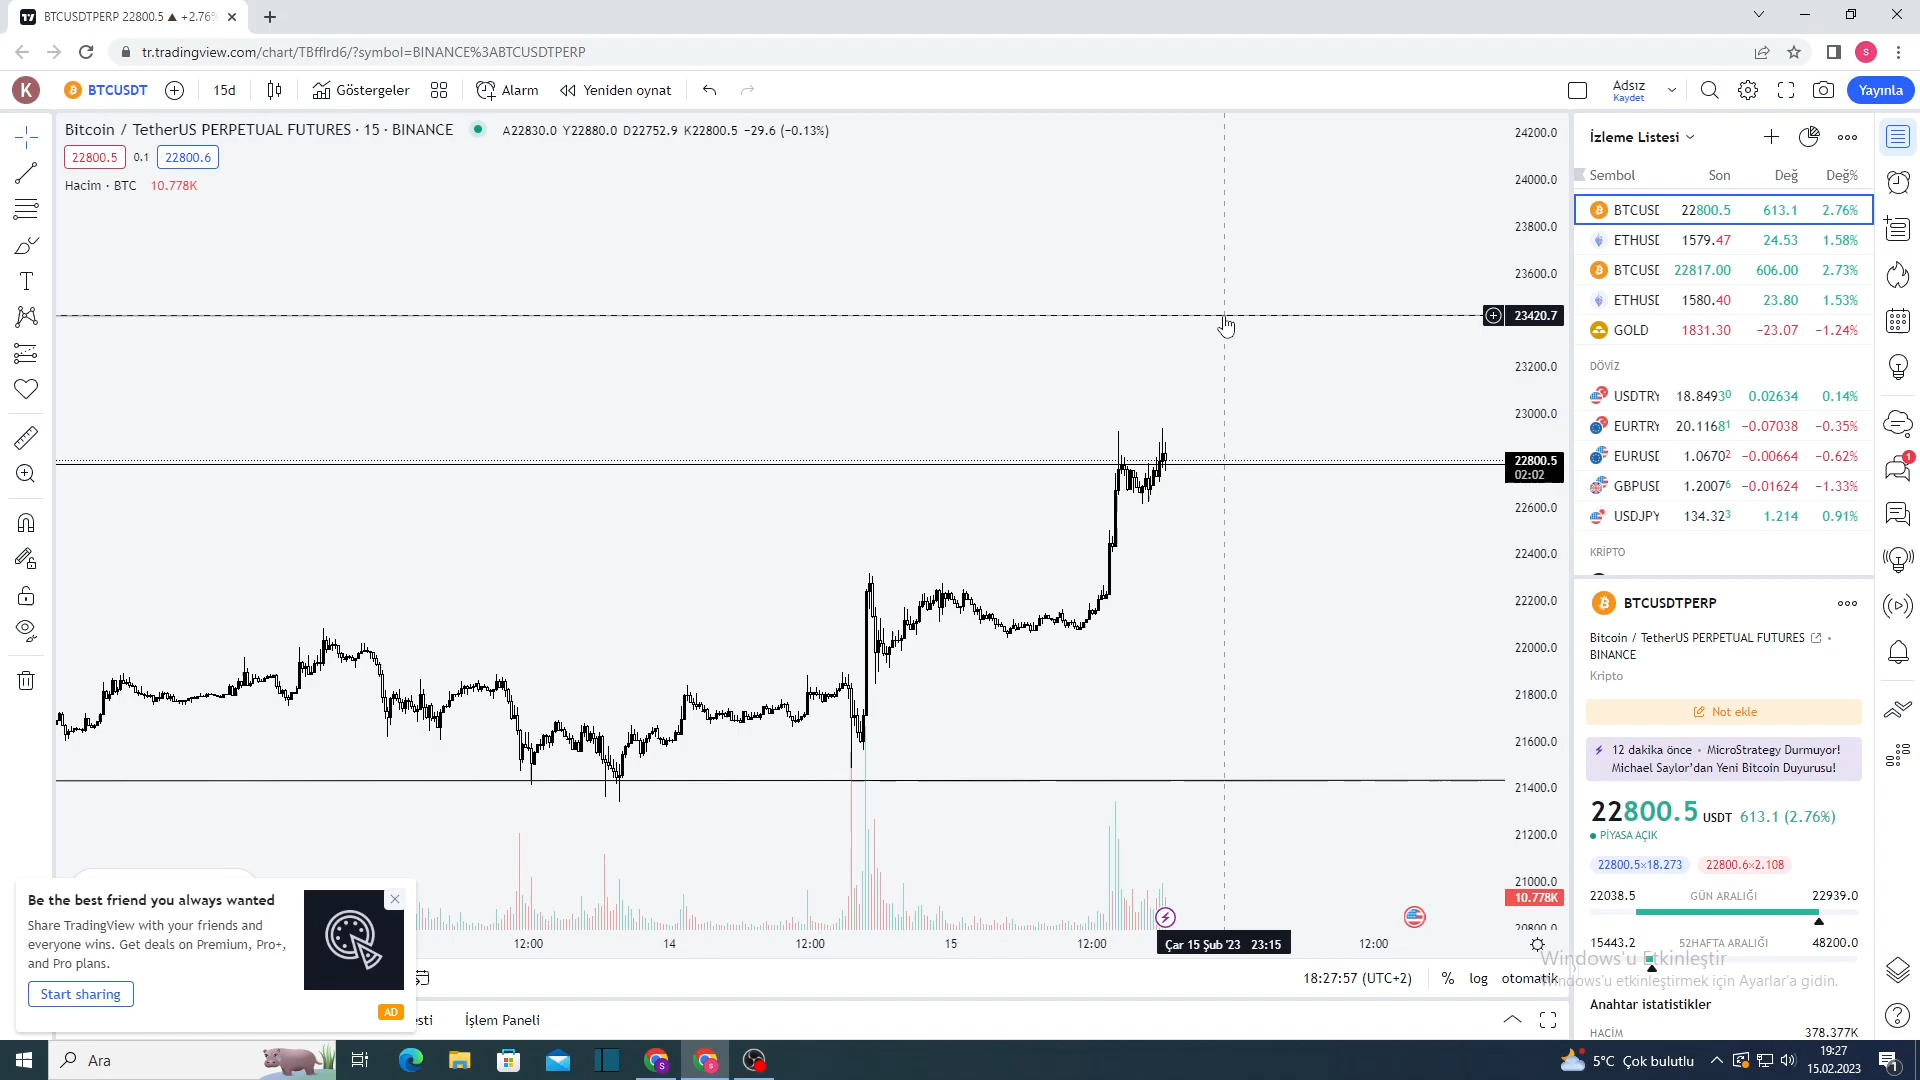 BTCUSDTPERP 22800.5 ▲ +2.76%
tr.tradingview.com/chart/TBffIrd6/?symbol=BINANCE%3ABTCUSDTPERP
S
K
BTCUSDT
15d
Göstergeler
Alarm
Yeniden oynat
Adsız
Kaydet
Yayınla
Bitcoin / TetherUS PERPETUAL FUTURES · 15 · BINANCE
A22830.0 Y22880.0 D22752.9 K22800.5 −29.6 (−0.13%)
22800.5 0.1 22800.6
Hacim · BTC 10.778K
24200.0
24000.0
23800.0
23600.0
23420.7
23200.0
23000.0
22800.5
02:02
22600.0
22400.0
22200.0
22000.0
21800.0
21600.0
21400.0
21200.0
21000.0
10.778K
20800.0
12:00
14
12:00
15
12:00
Çar 15 Şub '23 23:15
12:00
18:27:57 (UTC+2)
%
log
otomatik
İşlem Paneli
Be the best friend you always wanted
Share TradingView with your friends and
everyone wins. Get deals on Premium, Pro+,
and Pro plans.
Start sharing
AD
İzleme Listesi
Sembol Son Değ Değ%
BTCUSD 22800.5 613.1 2.76%
ETHUSD 1579.47 24.53 1.58%
BTCUSD 22817.00 606.00 2.73%
ETHUSD 1580.40 23.80 1.53%
GOLD 1831.30 −23.07 −1.24%
DÖVİZ
USDTRY 18.84930 0.02634 0.14%
EURTRY 20.11681 −0.07038 −0.35%
EURUSD 1.06702 −0.00664 −0.62%
GBPUSD 1.20076 −0.01624 −1.33%
USDJPY 134.323 1.214 0.91%
KRİPTO
1
BTCUSDTPERP
Bitcoin / TetherUS PERPETUAL FUTURES
BINANCE
Kripto
Not ekle
12 dakika önce • MicroStrategy Durmuyor!
Michael Saylor'dan Yeni Bitcoin Duyurusu!
22800.5 USDT 613.1 (2.76%)
PİYASA AÇIK
22800.5×18.273 22800.6×2.108
22038.5 GÜN ARALIĞI 22939.0
15443.2 52HAFTA ARALIĞI 48200.0
Windows'u Etkinleştir
Windows'u etkinleştirmek için Ayarlar'a gidin.
Anahtar istatistikler
HACİM 378.377K
Ara
5°C Çok bulutlu
19:27
15.02.2023
1